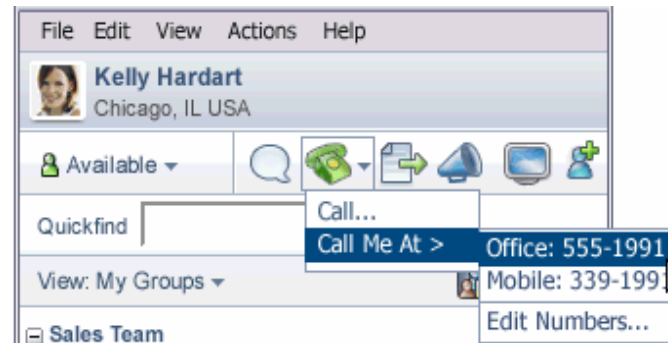 File Edit View Actions Help
Kelly Hardart
Chicago, IL USA
Available
Quickfind
Call...
Call Me At >
Office: 555-1991
View: My Groups
Mobile: 339-1991
Edit Numbers...
Sales Team